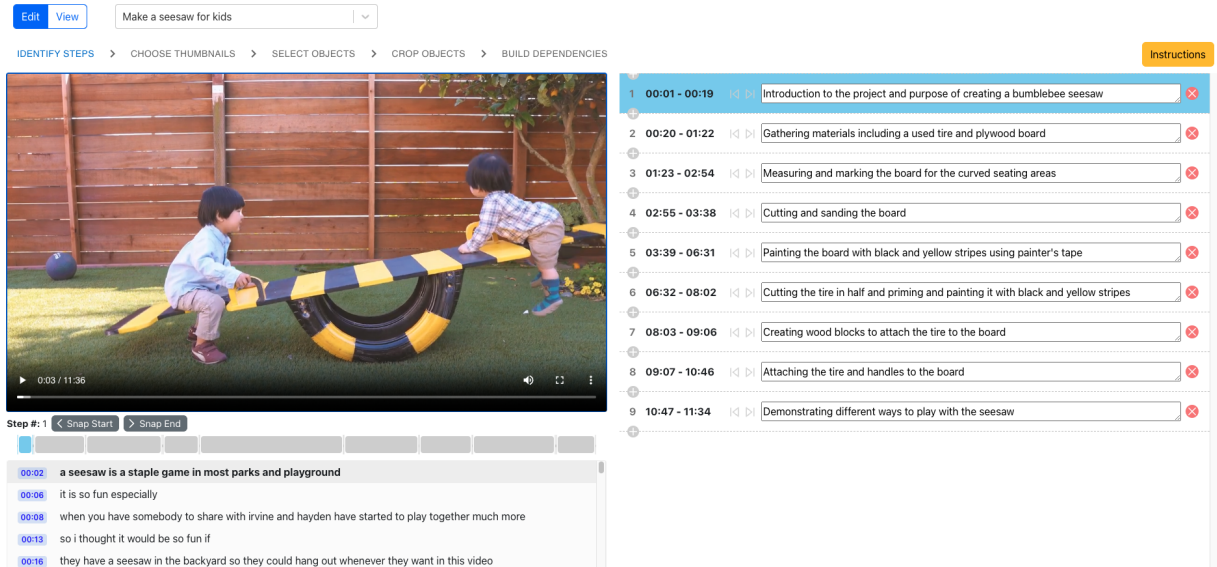 Edit View Make a seesaw for kids
IDENTIFY STEPS > CHOOSE THUMBNAILS > SELECT OBJECTS > CROP OBJECTS > BUILD DEPENDENCIES
Instructions
0:03 / 11:36
Step #: 1 < Snap Start > Snap End
00:02 a seesaw is a staple game in most parks and playground
00:06 it is so fun especially
00:08 when you have somebody to share with irvine and hayden have started to play together much more
00:13 so i thought it would be so fun if
00:16 they have a seesaw in the backyard so they could hang out whenever they want in this video
1 00:01 - 00:19 Introduction to the project and purpose of creating a bumblebee seesaw
2 00:20 - 01:22 Gathering materials including a used tire and plywood board
3 01:23 - 02:54 Measuring and marking the board for the curved seating areas
4 02:55 - 03:38 Cutting and sanding the board
5 03:39 - 06:31 Painting the board with black and yellow stripes using painter's tape
6 06:32 - 08:02 Cutting the tire in half and priming and painting it with black and yellow stripes
7 08:03 - 09:06 Creating wood blocks to attach the tire to the board
8 09:07 - 10:46 Attaching the tire and handles to the board
9 10:47 - 11:34 Demonstrating different ways to play with the seesaw